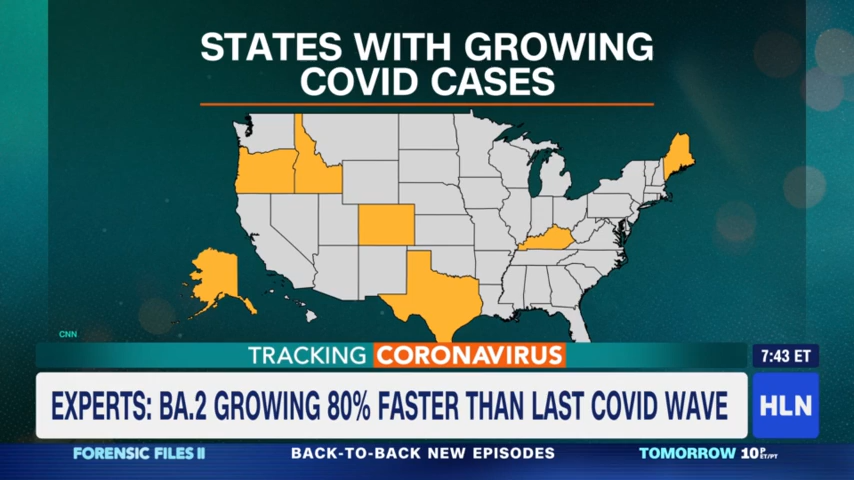 STATES WITH GROWING
COVID CASES
CNN
TRACKING CORONAVIRUS
7:43 ET
EXPERTS: BA.2 GROWING 80% FASTER THAN LAST COVID WAVE
HLN
FORENSIC FILES II
BACK-TO-BACK NEW EPISODES
TOMORROW 10P ET/PT